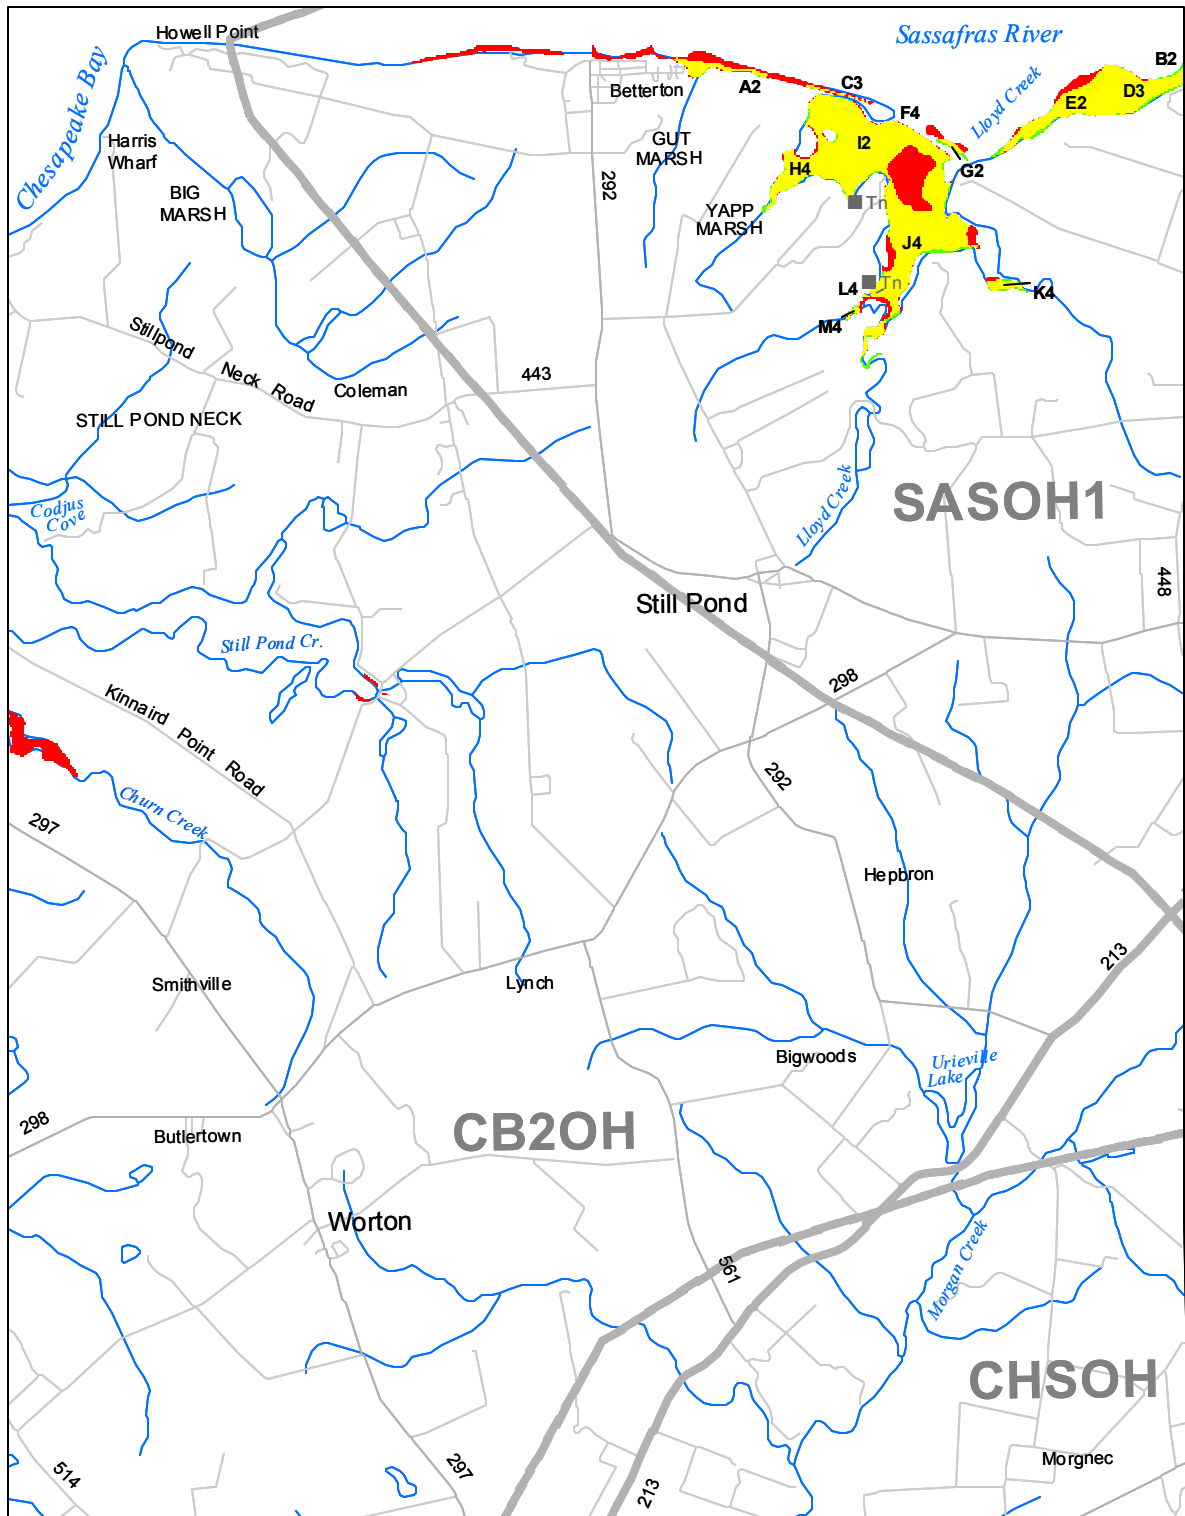 Howell Point
Sassafras River
Chesapeake Bay
B2
Betterton
A2
C3
E2
D3
F4
Lloyd Creek
Harris
Wharf
GUT
MARSH
I2
H4
G2
BIG
MARSH
292
YAPP
MARSH
Tn
J4
L4
Tn
K4
M4
Stillpond
Neck Road
443
Coleman
STILL POND NECK
Lloyd Creek
SASOH1
Codjus
Cove
448
Still Pond
Still Pond Cr.
298
Kinnaird Point Road
292
Churn Creek
297
Hepbron
213
Smithville
Lynch
Bigwoods
Urieville
Lake
298
Butlertown
CB2OH
Worton
561
Morgan Creek
CHSOH
514
297
213
Morgnec